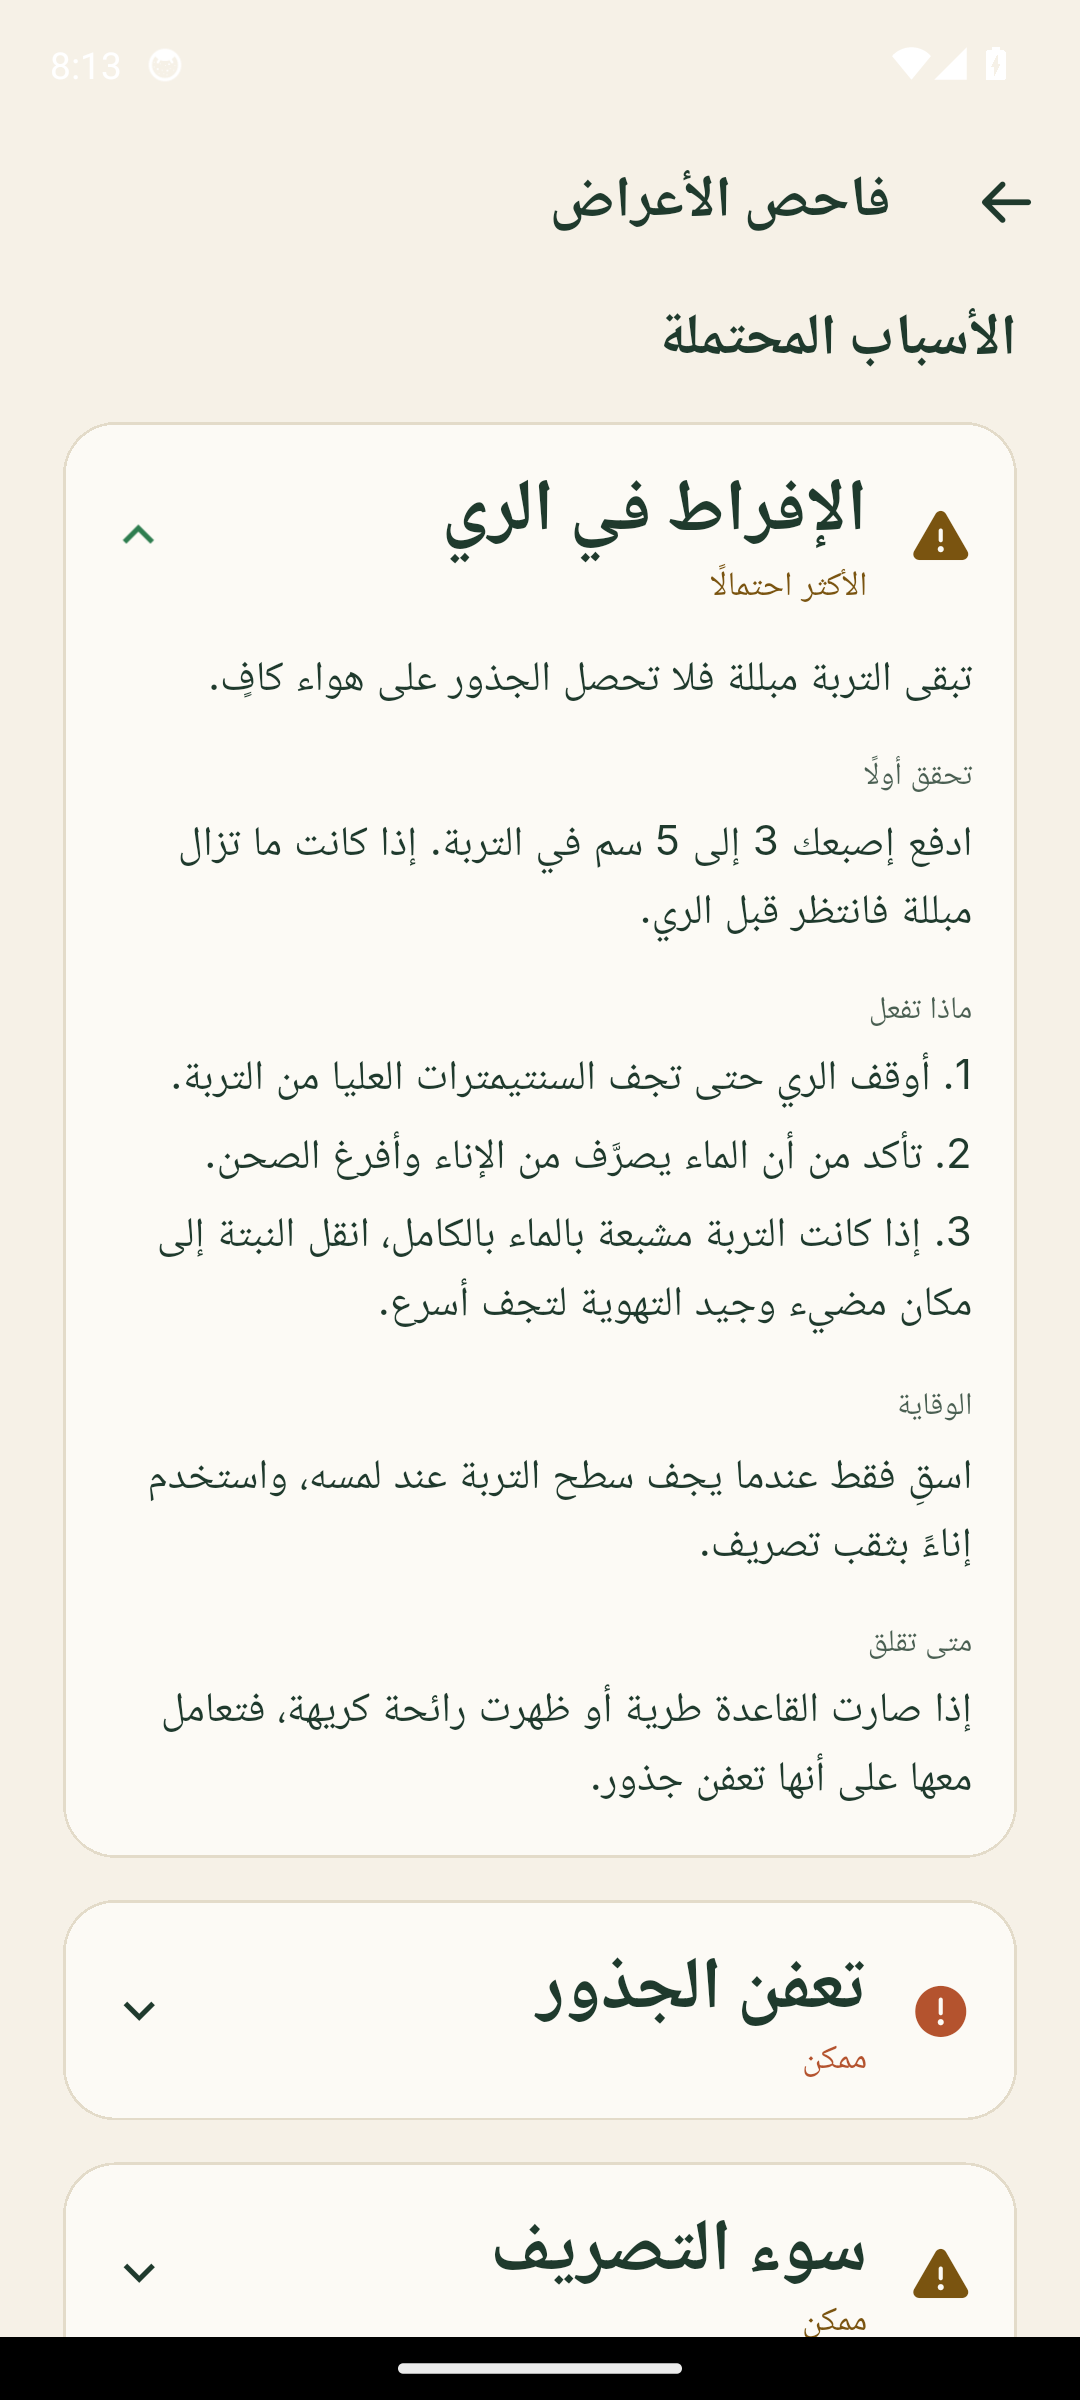 8:13
فاحص الأعراض
الأسباب المحتملة
الإفراط في الري
الأكثر احتمالًا
تبقى التربة مبللة فلا تحصل الجذور على هواء كافٍ.
تحقق أولًا
ادفع إصبعك 3 إلى 5 سم في التربة. إذا كانت ما تزال
مبللة فانتظر قبل الري.
ماذا تفعل
1. أوقف الري حتى تجف السنتيمترات العليا من التربة.
2. تأكد من أن الماء يصرَّف من الإناء وأفرغ الصحن.
3. إذا كانت التربة مشبعة بالماء بالكامل، انقل النبتة إلى
مكان مضيء وجيد التهوية لتجف أسرع.
الوقاية
اسقِ فقط عندما يجف سطح التربة عند لمسه، واستخدم
إناءً بثقب تصريف.
متى تقلق
إذا صارت القاعدة طرية أو ظهرت رائحة كريهة، فتعامل
معها على أنها تعفن جذور.
تعفن الجذور
ممكن
سوء التصريف
ممكن